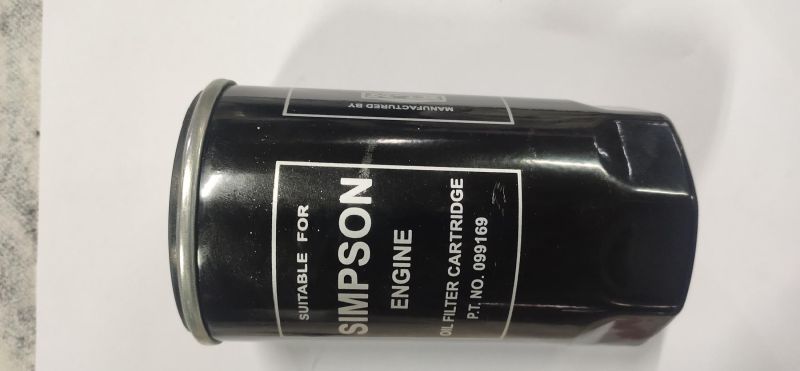 MANUFACTURED BY
SUITABLE FOR
SIMPSON
ENGINE
OIL FILTER CARTRIDGE
P.T. NO. 099169